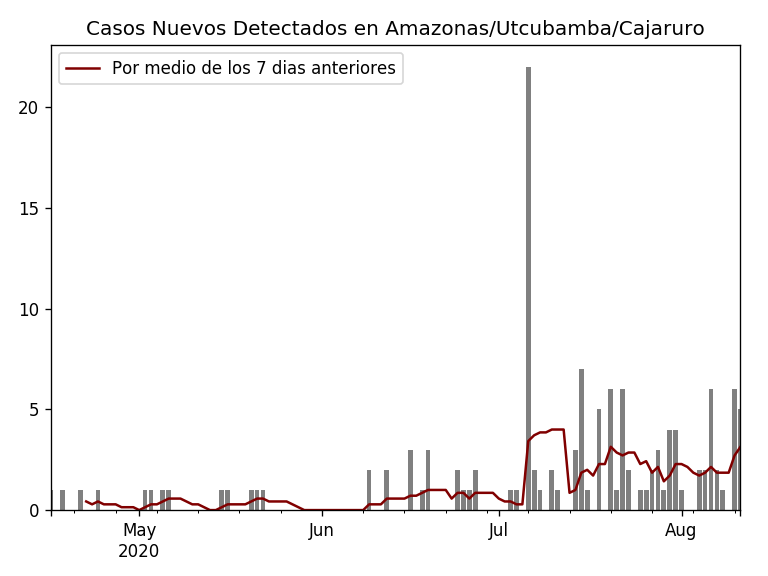 Casos Nuevos Detectados en Amazonas/Utcubamba/Cajaruro
Por medio de los 7 dias anteriores
20
15
10
5
0
May Jun Jul Aug
2020